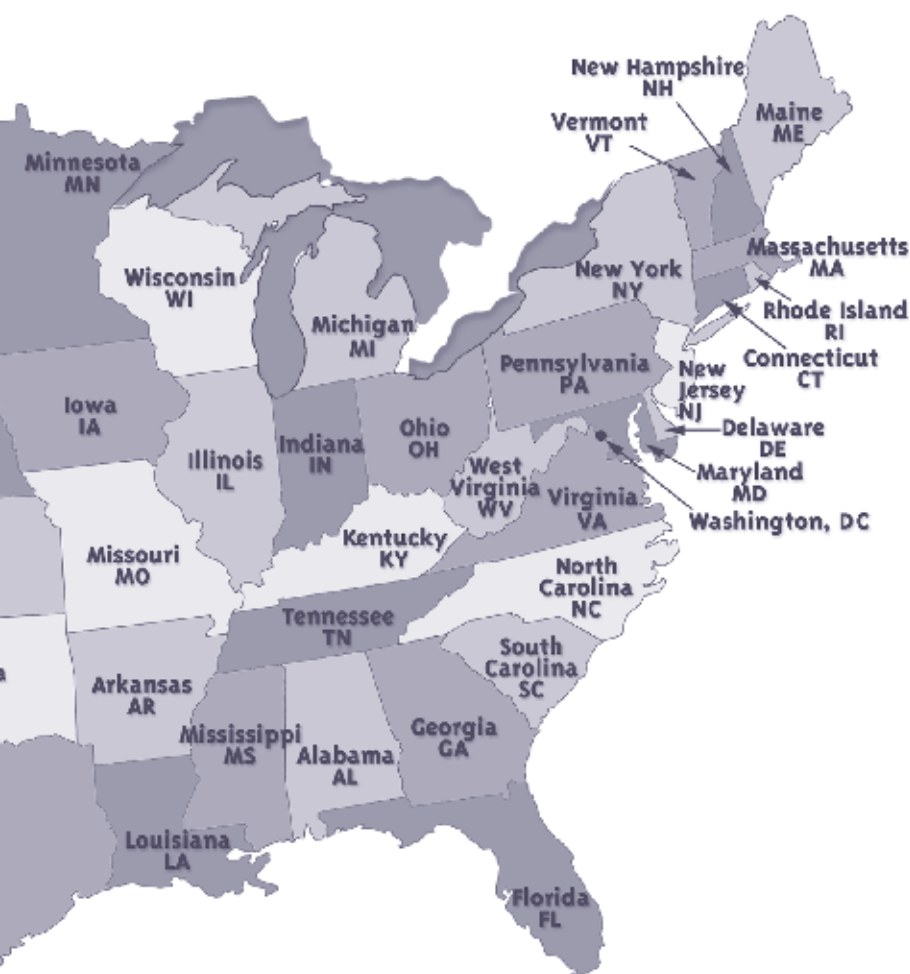 New Hampshire
NH
Maine
ME
Vermont
VT
Minnesota
MN
Massachusetts
MA
Wisconsin
WI
New York
NY
Rhode Island
RI
Michigan
MI
Connecticut
CT
Pennsylvania
PA
New
Jersey
NJ
Iowa
IA
Ohio
OH
Delaware
DE
Indiana
IN
Illinois
IL
West
Virginia
WV
Maryland
MD
Virginia
VA
Washington, DC
Kentucky
KY
Missouri
MO
North
Carolina
NC
Tennessee
TN
South
Carolina
SC
Arkansas
AR
a
Georgia
GA
Mississippi
MS
Alabama
AL
Louisiana
LA
Florida
FL